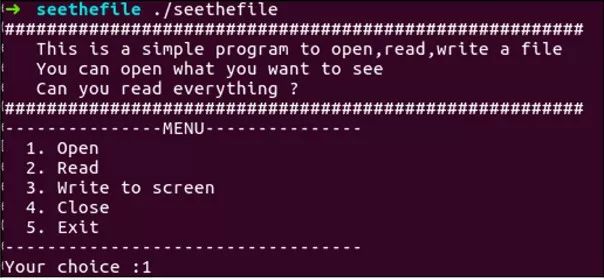 ➜ seethefile ./seethefile
#######################################################
This is a simple program to open,read,write a file
You can open what you want to see
Can you read everything ?
#######################################################
---------------MENU---------------
1. Open
2. Read
3. Write to screen
4. Close
5. Exit
----------------------------------
Your choice :1